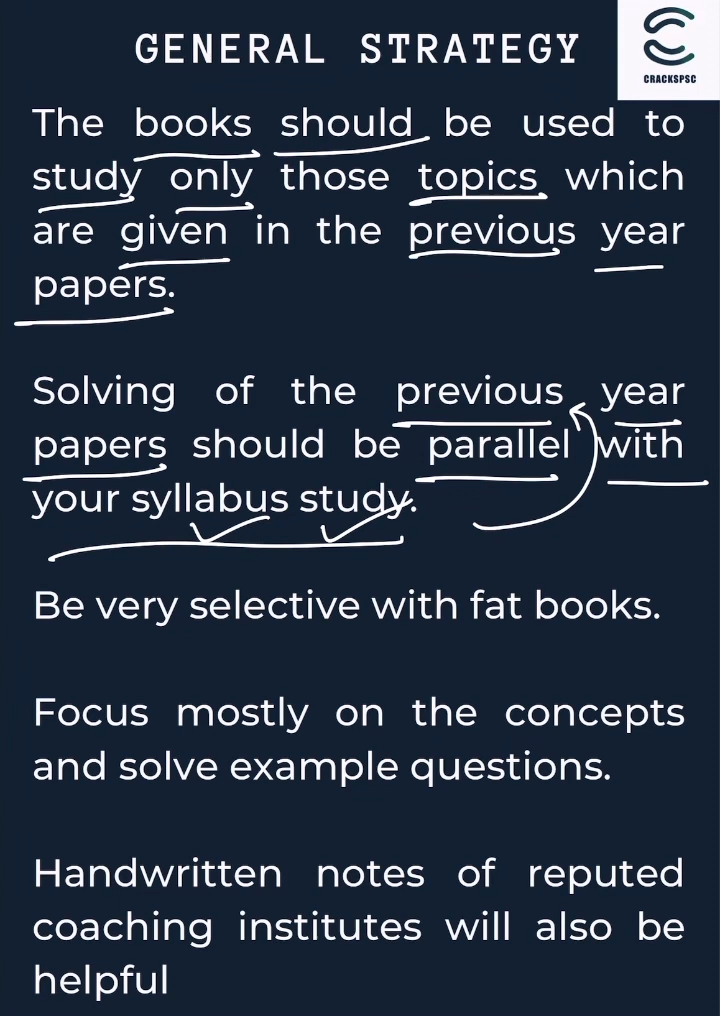 GENERAL STRATEGY
CRACKSPSC
The books should be used to
study only those topics which
are given in the previous year
papers.
Solving of the previous year
papers should be parallel with
your syllabus study.
Be very selective with fat books.
Focus mostly on the concepts
and solve example questions.
Handwritten notes of reputed
coaching institutes will also be
helpful